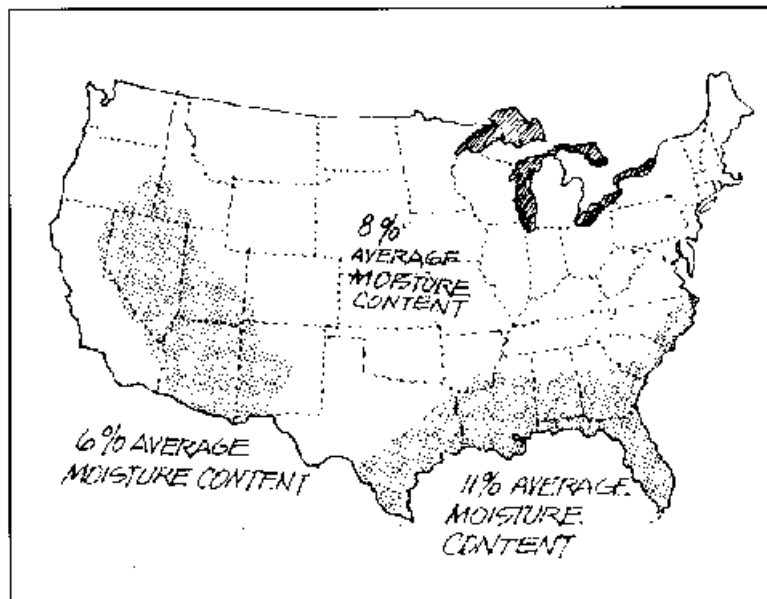 8%
AVERAGE
MOISTURE
CONTENT
6% AVERAGE
MOISTURE CONTENT
11% AVERAGE
MOISTURE
CONTENT